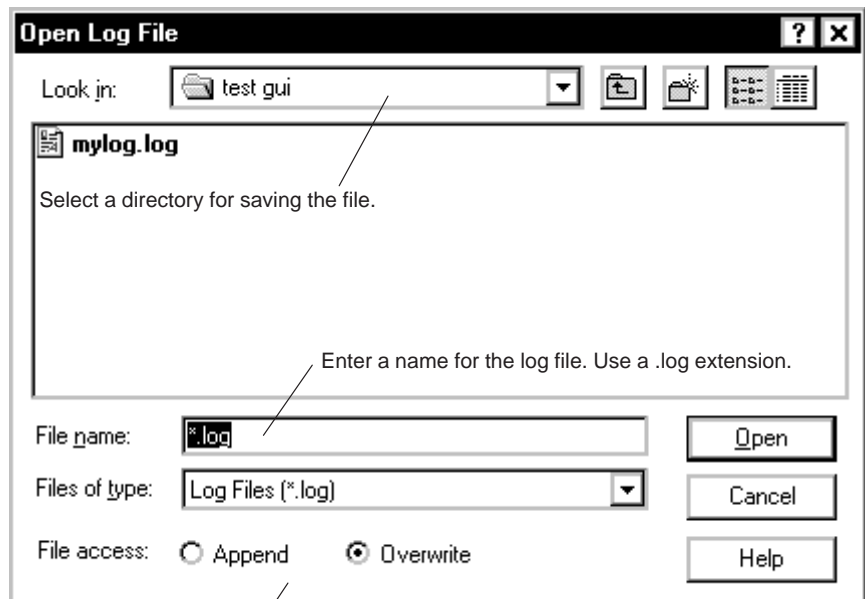 Open Log File
Look in: test gui
mylog.log
Select a directory for saving the file.
Enter a name for the log file. Use a .log extension.
File name: *.log Open
Files of type: Log Files (*.log) Cancel
File access: Append Overwrite Help